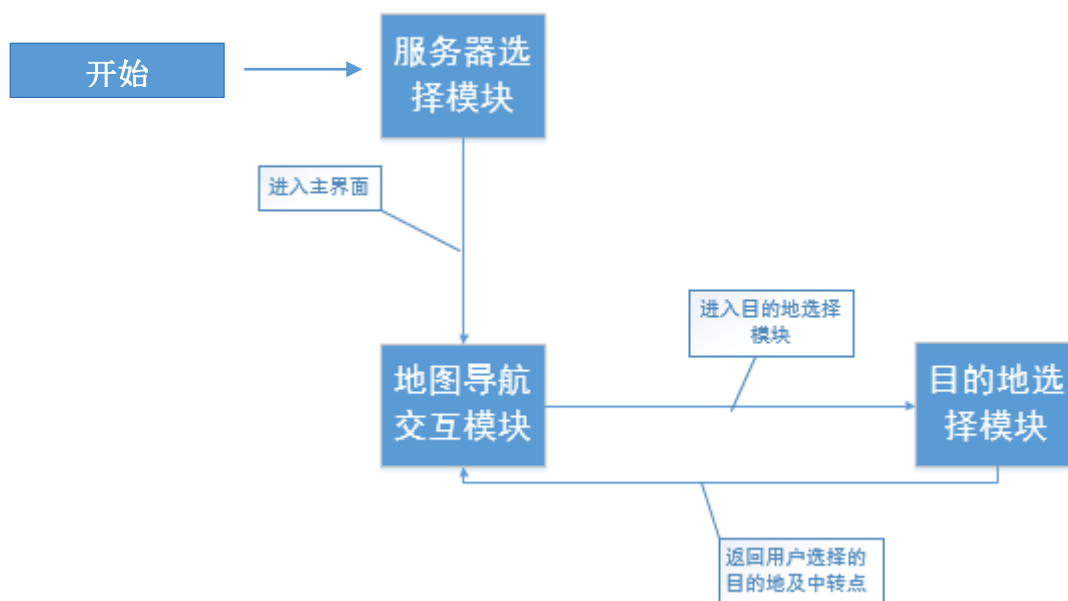 开始
服务器选
择模块
进入主界面
进入目的地选择
模块
地图导航
交互模块
目的地选
择模块
返回用户选择的
目的地及中转点